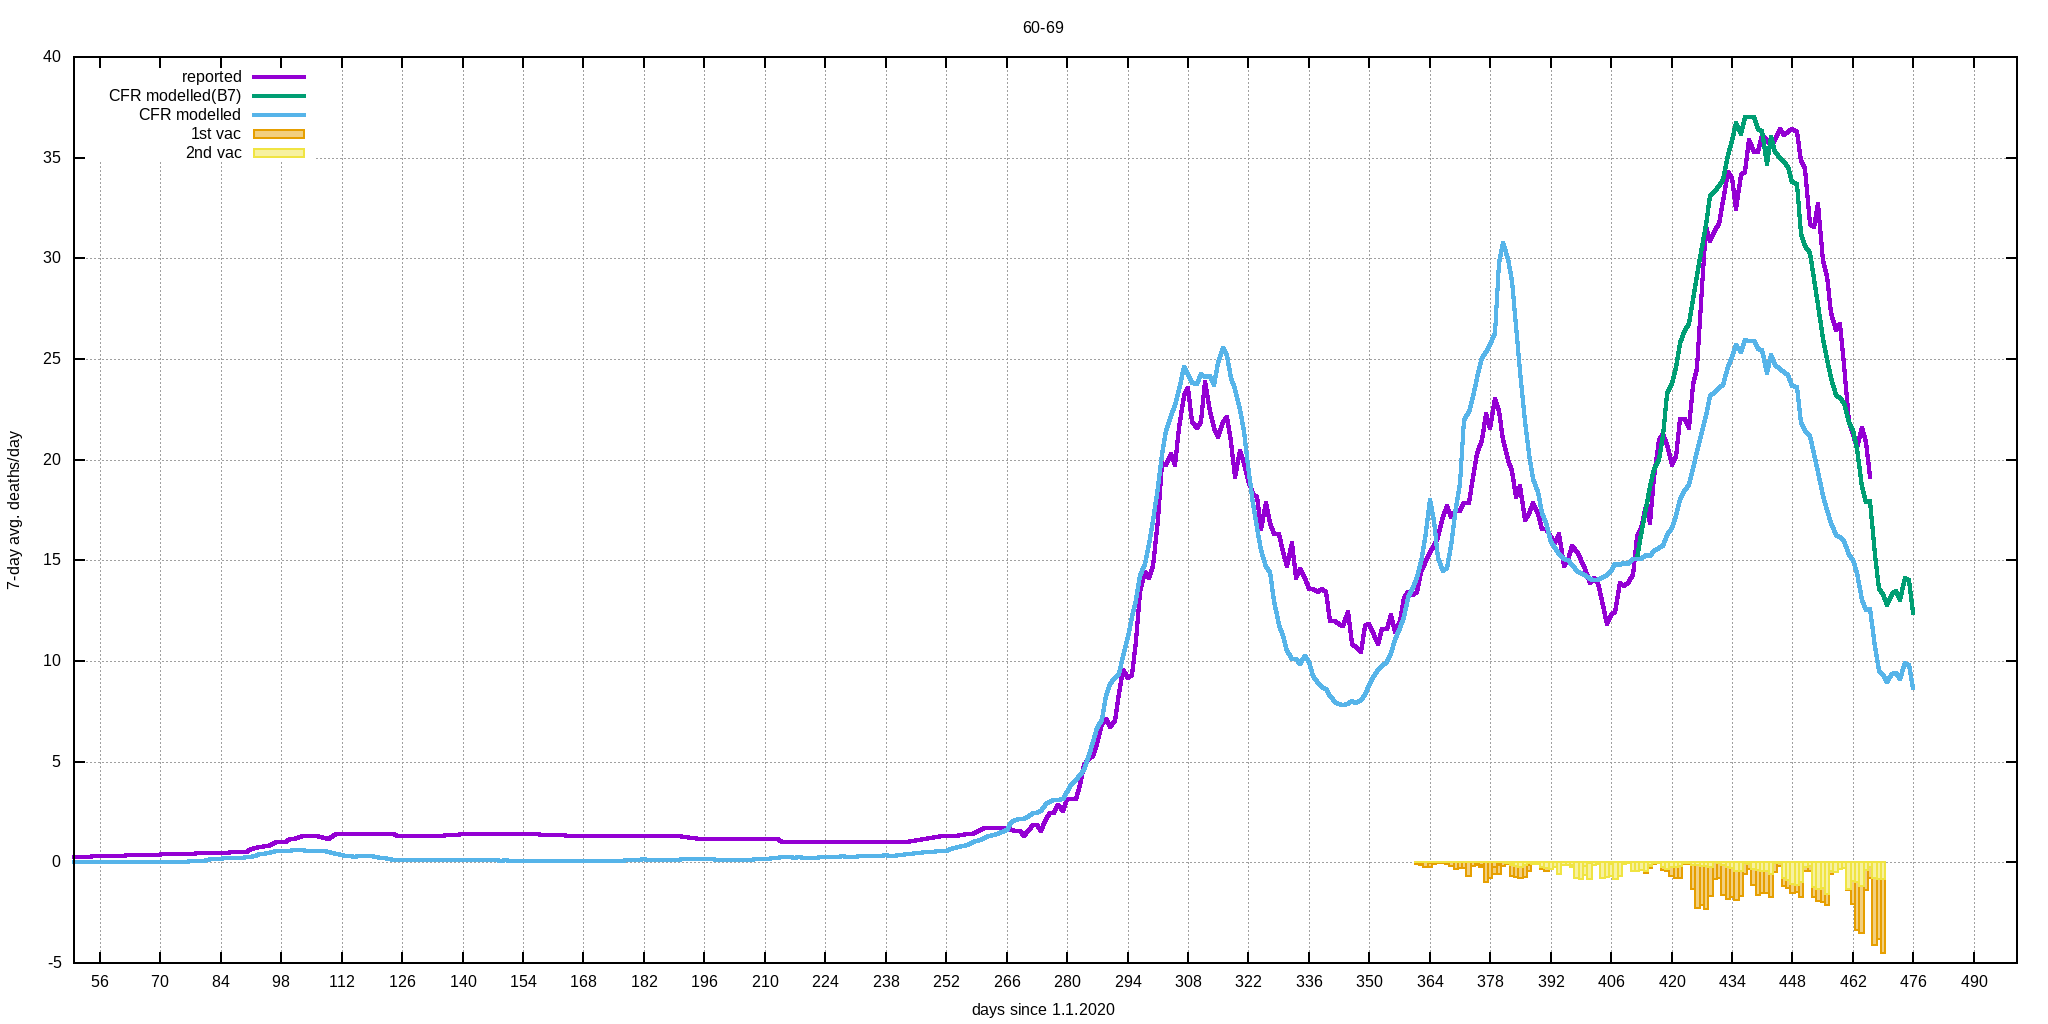 60-69
40
35
30
25
20
15
10
5
0
-5
7-day avg. deaths/day
reported
CFR modelled(B7)
CFR modelled
1st vac
2nd vac
56 70 84 98 112 126 140 154 168 182 196 210 224 238 252 266 280 294 308 322 336 350 364 378 392 406 420 434 448 462 476 490
days since 1.1.2020